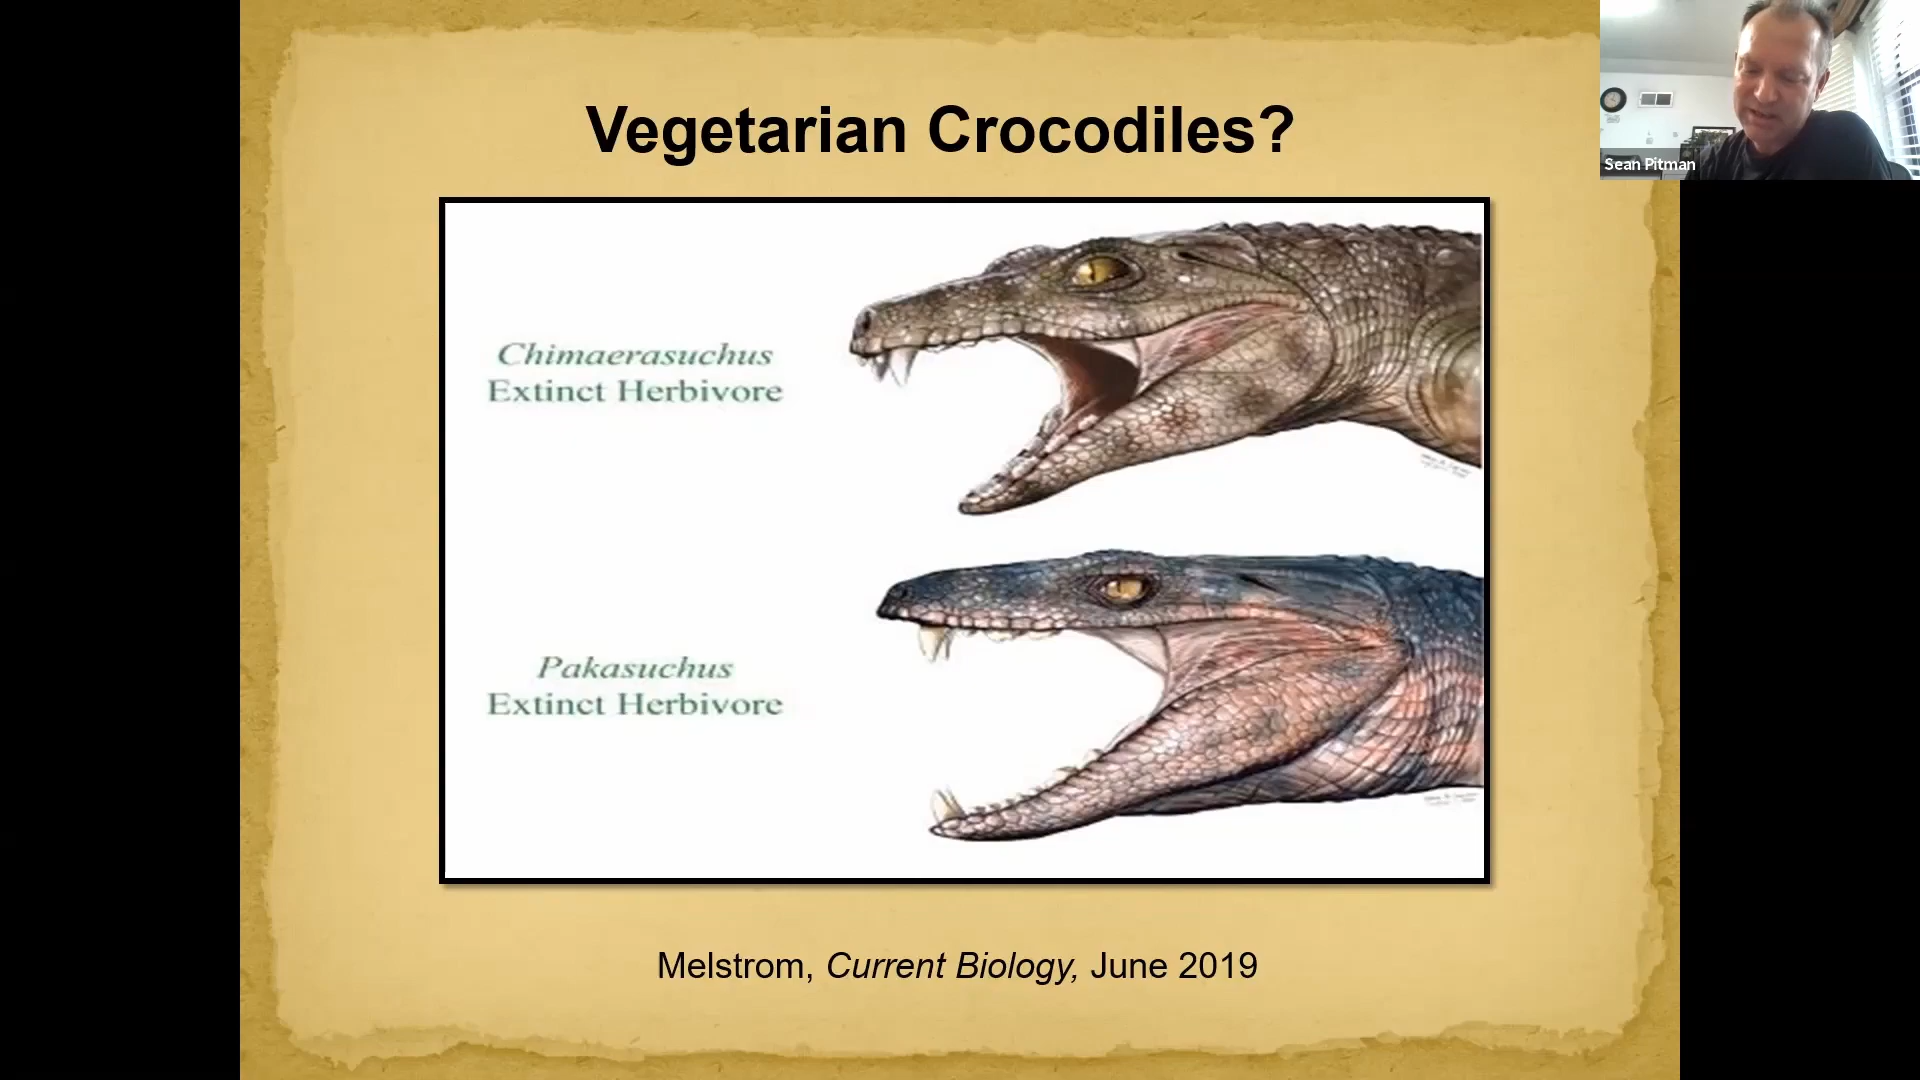 Vegetarian Crocodiles?
Sean Pitman
Chimaerasuchus
Extinct Herbivore
Pakasuchus
Extinct Herbivore
Melstrom, Current Biology, June 2019